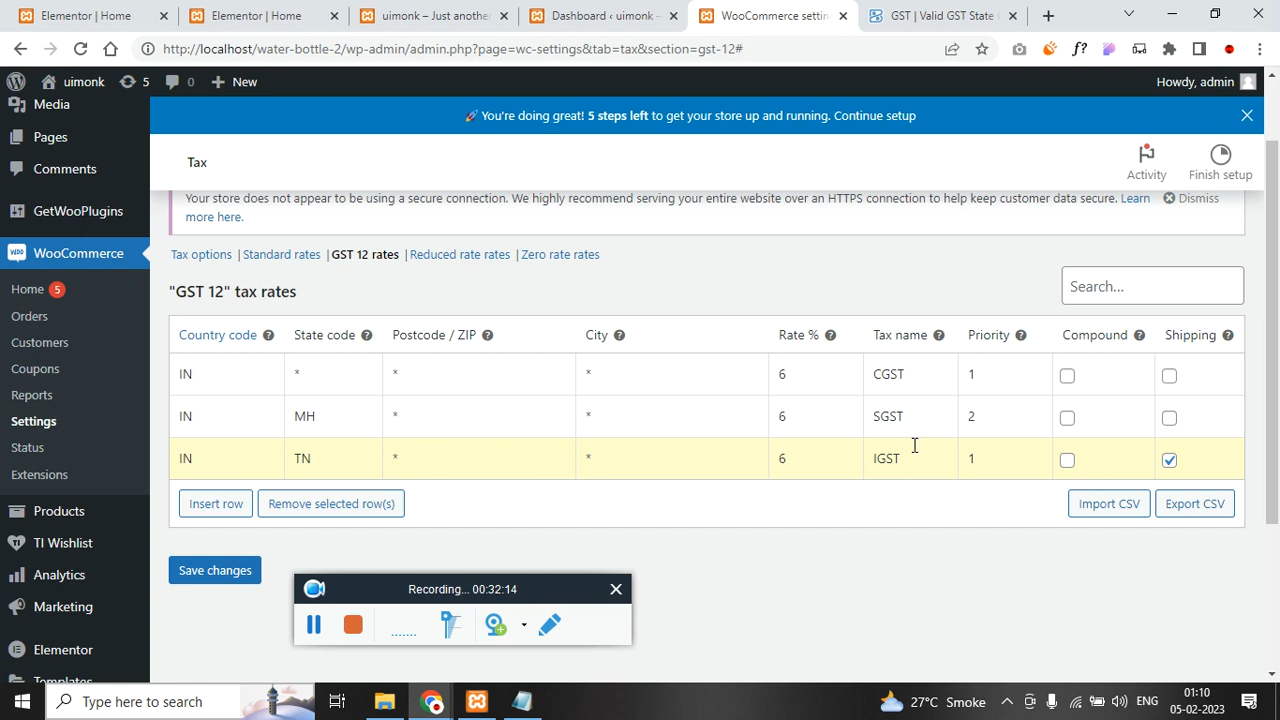 Elementor | Home
Elementor | Home
uimonk – Just anothe
Dashboard ‹ uimonk –
WooCommerce settin
GST | Valid GST State
http://localhost/water-bottle-2/wp-admin/admin.php?page=wc-settings&tab=tax&section=gst-12#
f?
uimonk
5
0
New
Howdy, admin
Media
Pages
Comments
GetWooPlugins
WooCommerce
Home 5
Orders
Customers
Coupons
Reports
Settings
Status
Extensions
Products
TI Wishlist
Analytics
Marketing
Elementor
Templates
🚀 You're doing great! 5 steps left to get your store up and running. Continue setup
Tax
Activity
Finish setup
Your store does not appear to be using a secure connection. We highly recommend serving your entire website over an HTTPS connection to help keep customer data secure. Learn more here.
Dismiss
Tax options | Standard rates | GST 12 rates | Reduced rate rates | Zero rate rates
"GST 12" tax rates
Search...
Country code State code Postcode / ZIP City Rate % Tax name Priority Compound Shipping
IN * * * 6 CGST 1
IN MH * * 6 SGST 2
IN TN * * 6 IGST 1
Insert row
Remove selected row(s)
Import CSV
Export CSV
Save changes
Recording... 00:32:14
Type here to search
27°C Smoke
ENG
01:10
05-02-2023